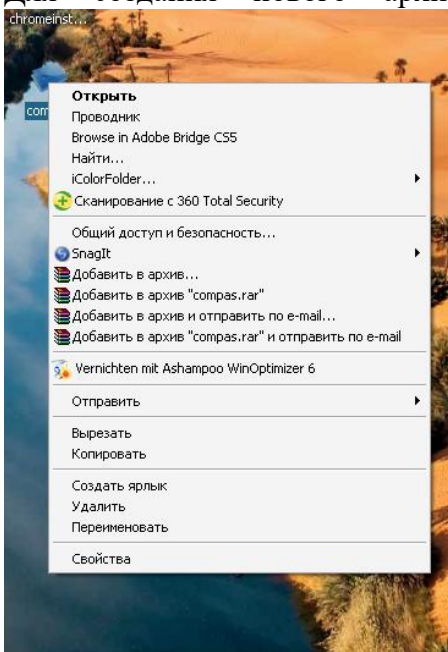 chromeinst...
com
Открыть
Проводник
Browse in Adobe Bridge CS5
Найти...
iColorFolder...
Сканирование с 360 Total Security
Общий доступ и безопасность...
SnagIt
Добавить в архив...
Добавить в архив "compas.rar"
Добавить в архив и отправить по e-mail...
Добавить в архив "compas.rar" и отправить по e-mail
Vernichten mit Ashampoo WinOptimizer 6
Отправить
Вырезать
Копировать
Создать ярлык
Удалить
Переименовать
Свойства